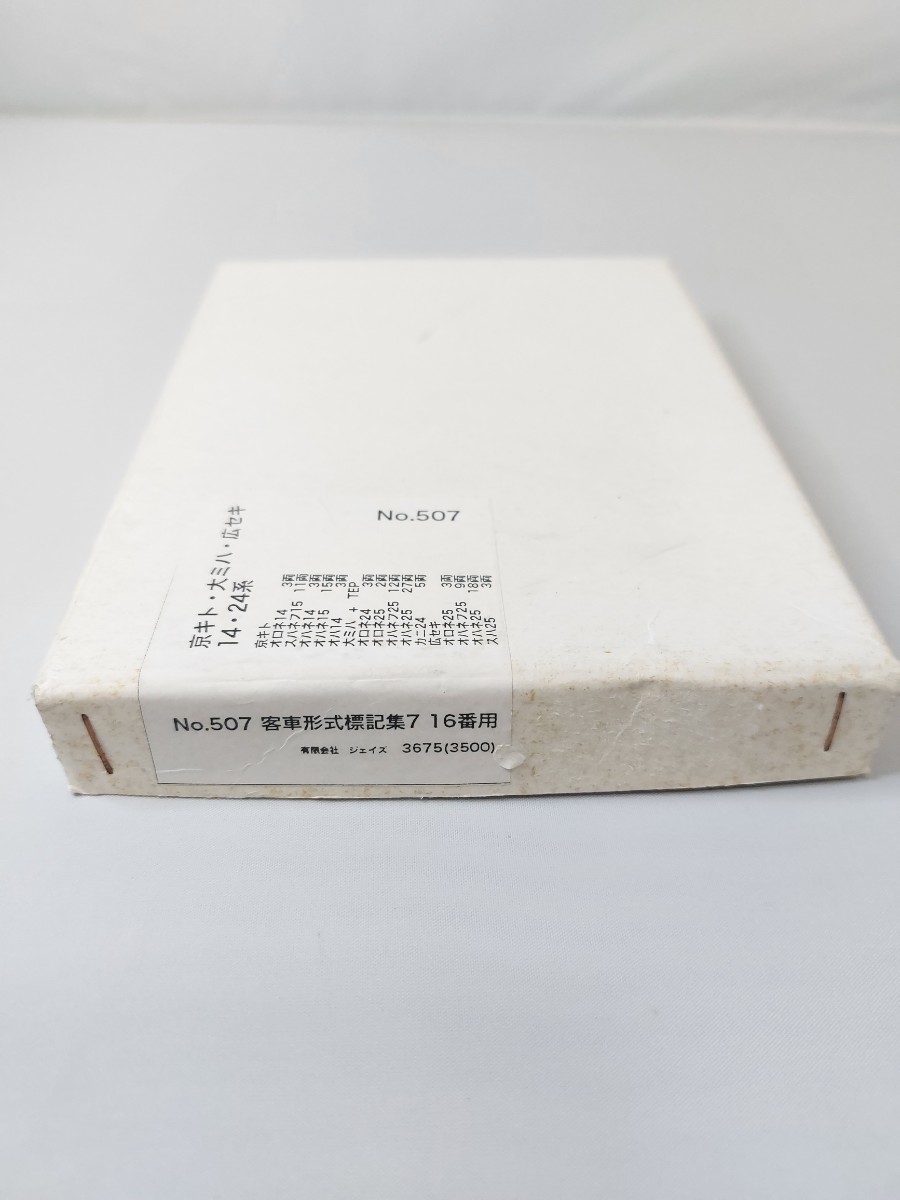 No.507
京キト・大ミハ・広セキ
14・24系
京キト
オロネ14 3両
スハネフ15 11両
オハネ14 3両
オハネ15 15両
オハ14 3両
大ミハ + TEP
オロネ24 3両
オロネ25 2両
オハネフ25 12両
オハネ25 27両
カニ24 5両
広セキ
オロネ25 3両
オハネフ25 9両
オハネ25 18両
スハ25 3両
No.507 客車形式標記集7 16番用
有限会社 ジェイズ 3675(3500)